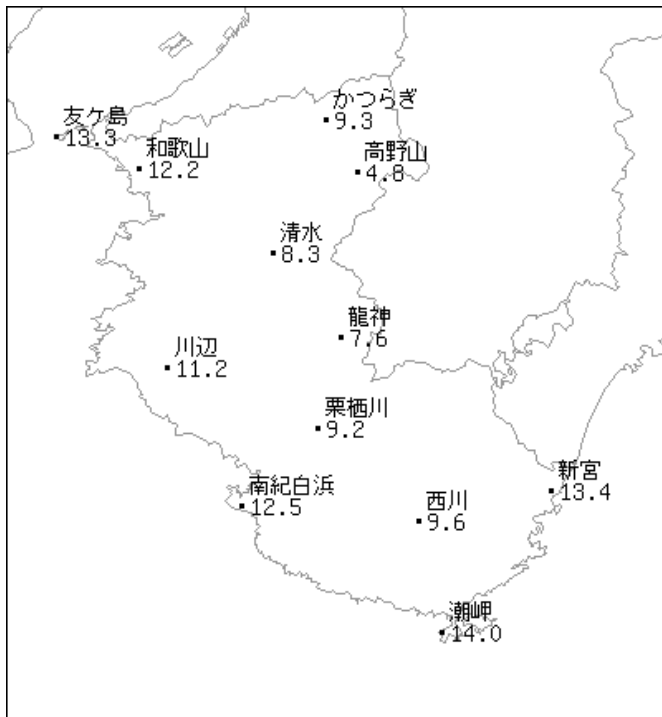 かつらぎ
9.3
友ケ島
13.3
和歌山
12.2
高野山
4.8
清水
8.3
龍神
7.6
川辺
11.2
栗栖川
9.2
新宮
13.4
南紀白浜
12.5
西川
9.6
潮岬
14.0